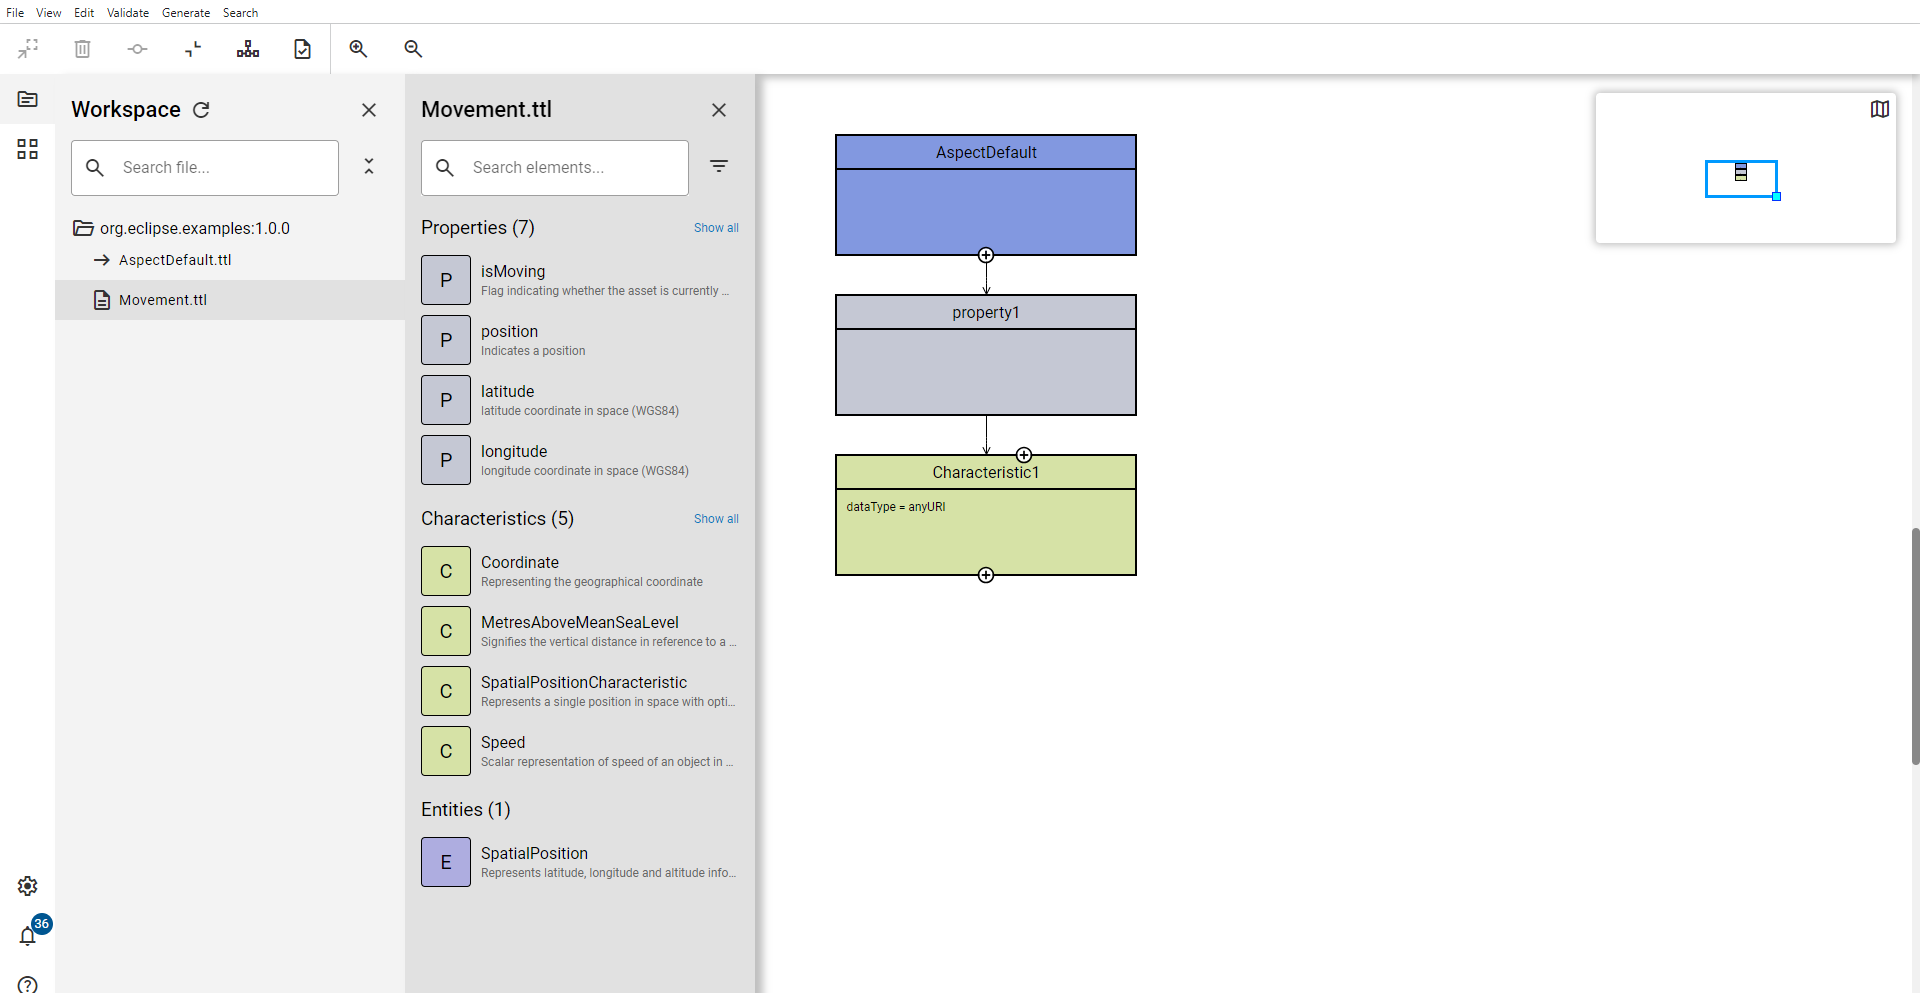 File View Edit Validate Generate Search
Workspace
Search file...
org.eclipse.examples:1.0.0
AspectDefault.ttl
Movement.ttl
36
Movement.ttl
Search elements...
Properties (7) Show all
P isMoving
Flag indicating whether the asset is currently ...
P position
Indicates a position
P latitude
latitude coordinate in space (WGS84)
P longitude
longitude coordinate in space (WGS84)
Characteristics (5) Show all
C Coordinate
Representing the geographical coordinate
C MetresAboveMeanSeaLevel
Signifies the vertical distance in reference to a ...
C SpatialPositionCharacteristic
Represents a single position in space with opti...
C Speed
Scalar representation of speed of an object in ...
Entities (1)
E SpatialPosition
Represents latitude, longitude and altitude info...
AspectDefault
property1
Characteristic1
dataType = anyURI